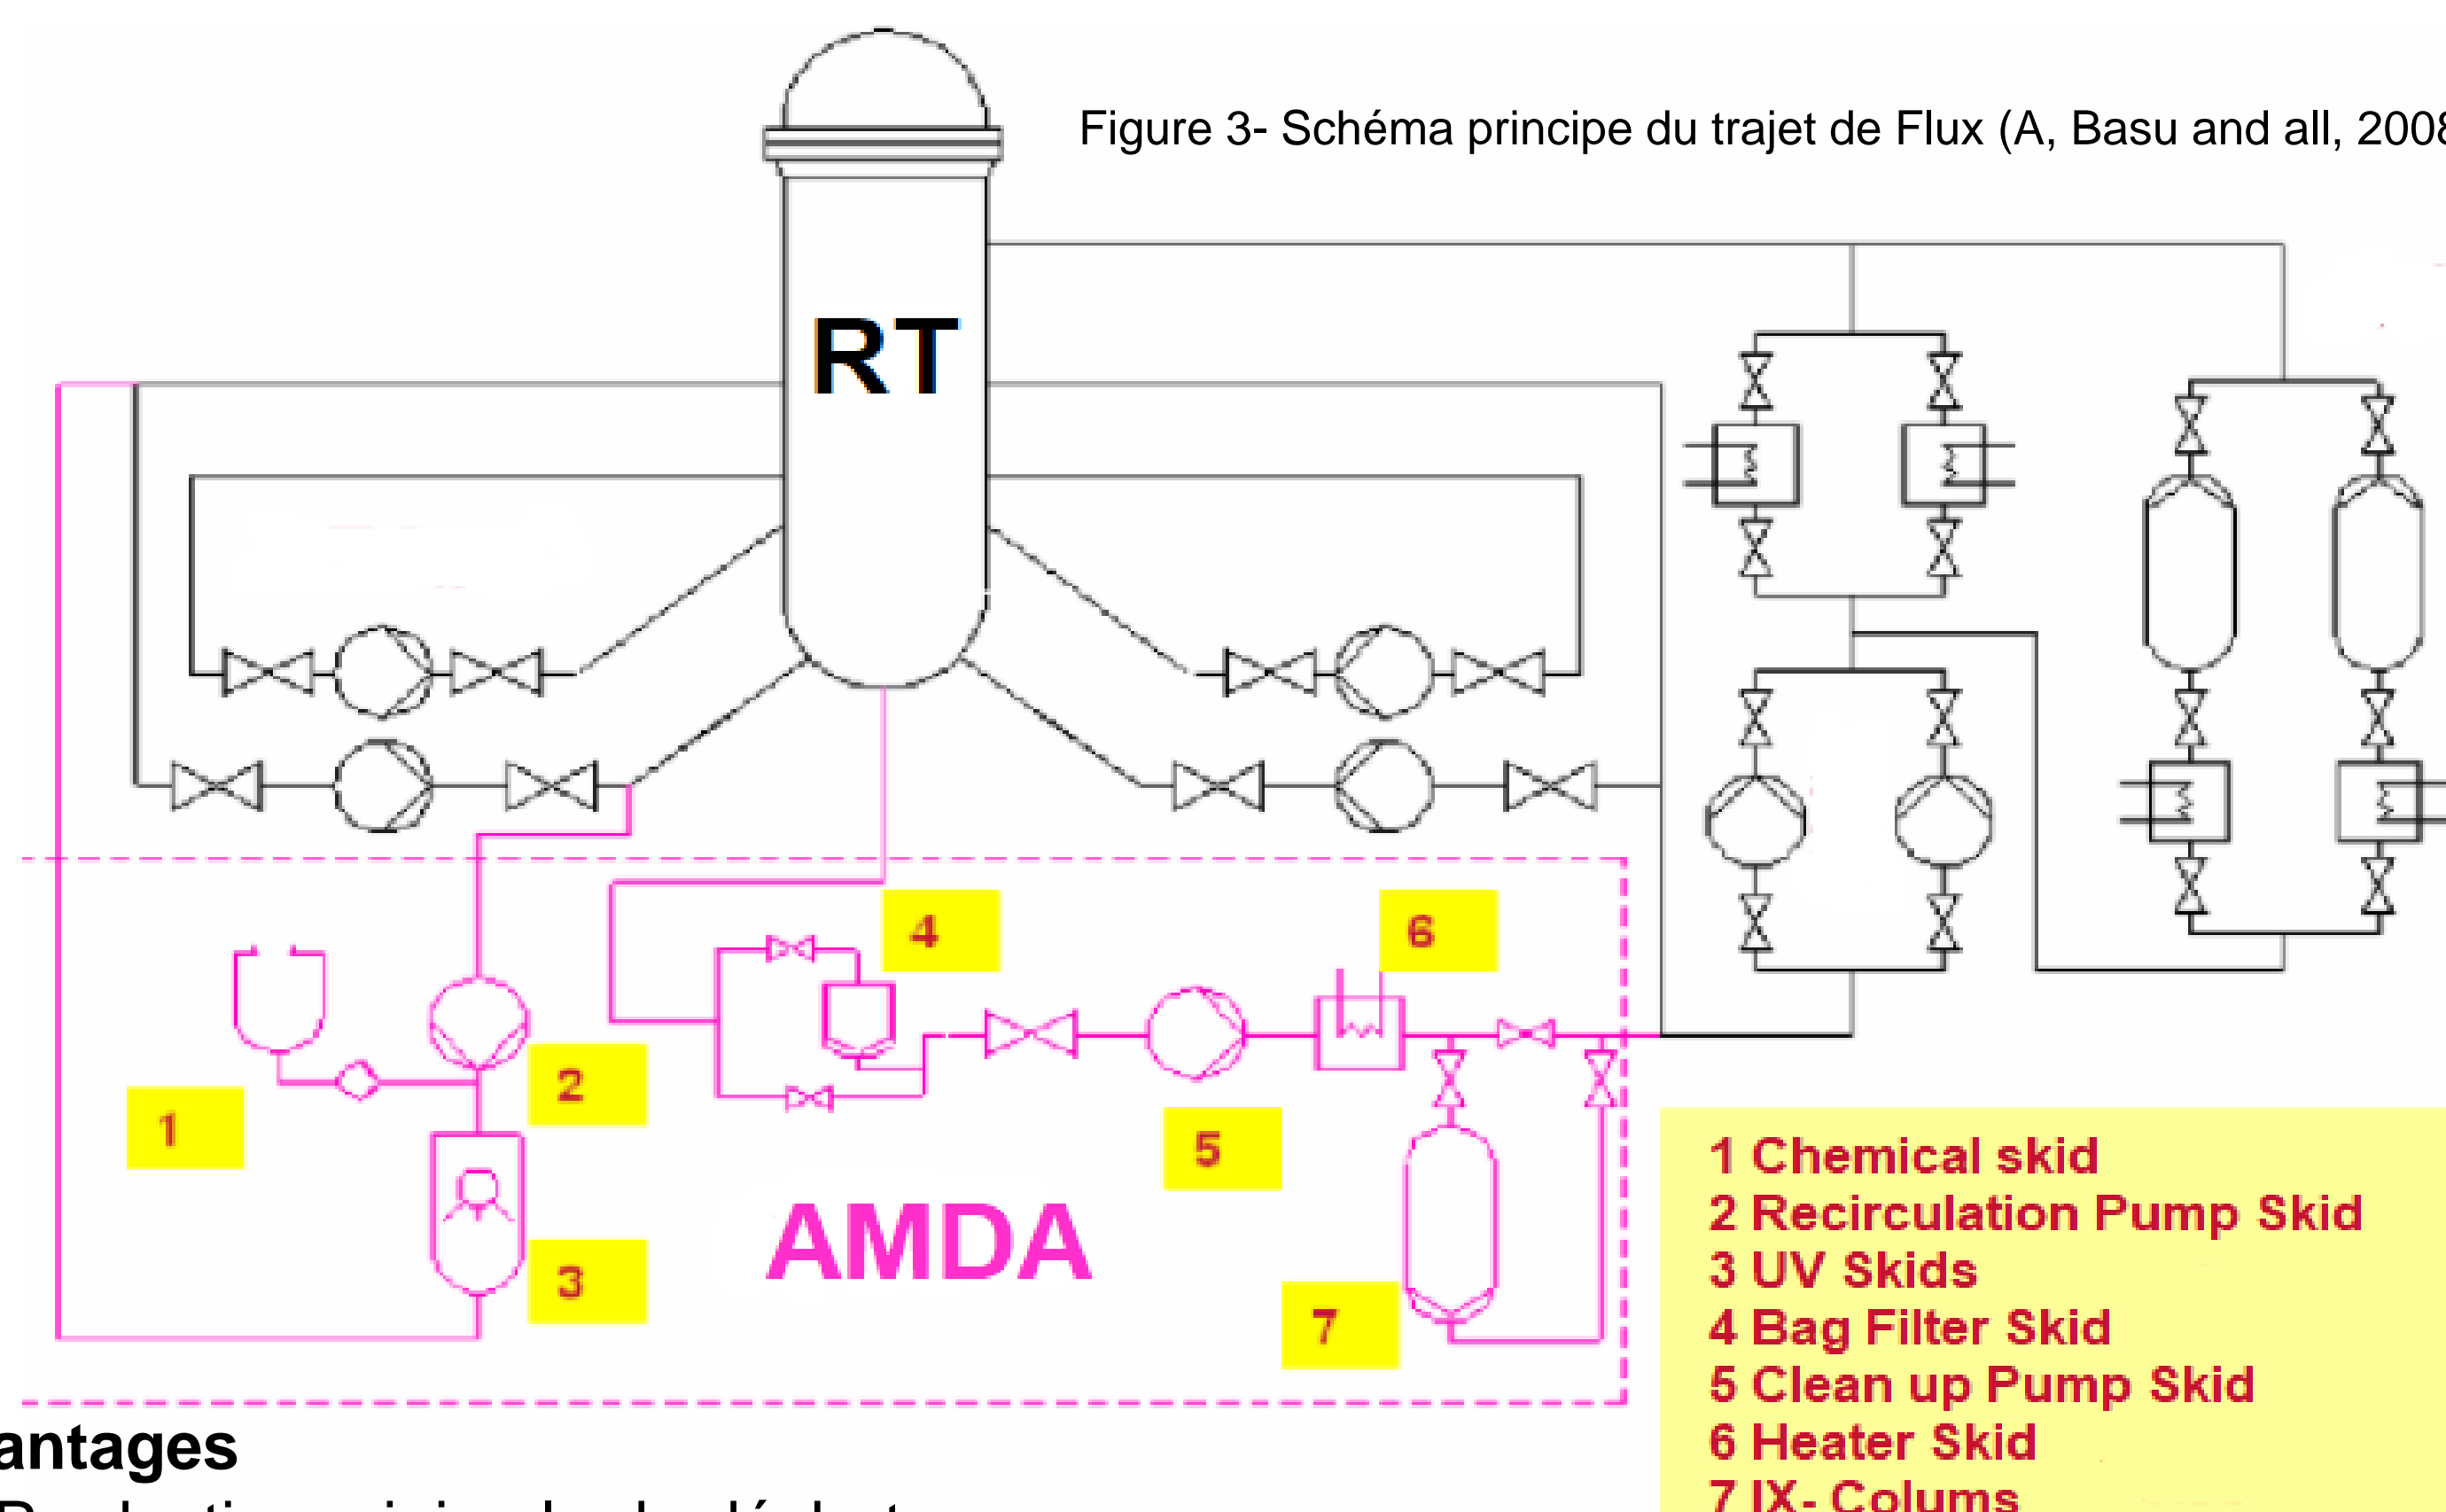 Figure 3- Schéma principe du trajet de Flux (A, Basu and all, 2008
RT
4
6
1
2
5
3
7
AMDA
1 Chemical skid
2 Recirculation Pump Skid
3 UV Skids
4 Bag Filter Skid
5 Clean up Pump Skid
6 Heater Skid
7 IX- Colums
antages